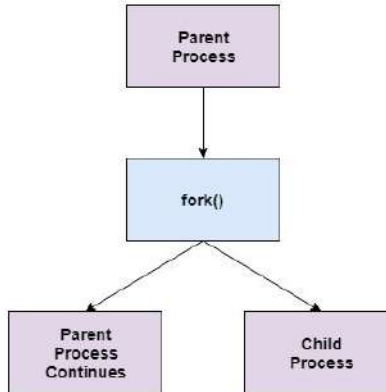 Parent
Process
fork()
Parent
Process
Continues
Child
Process